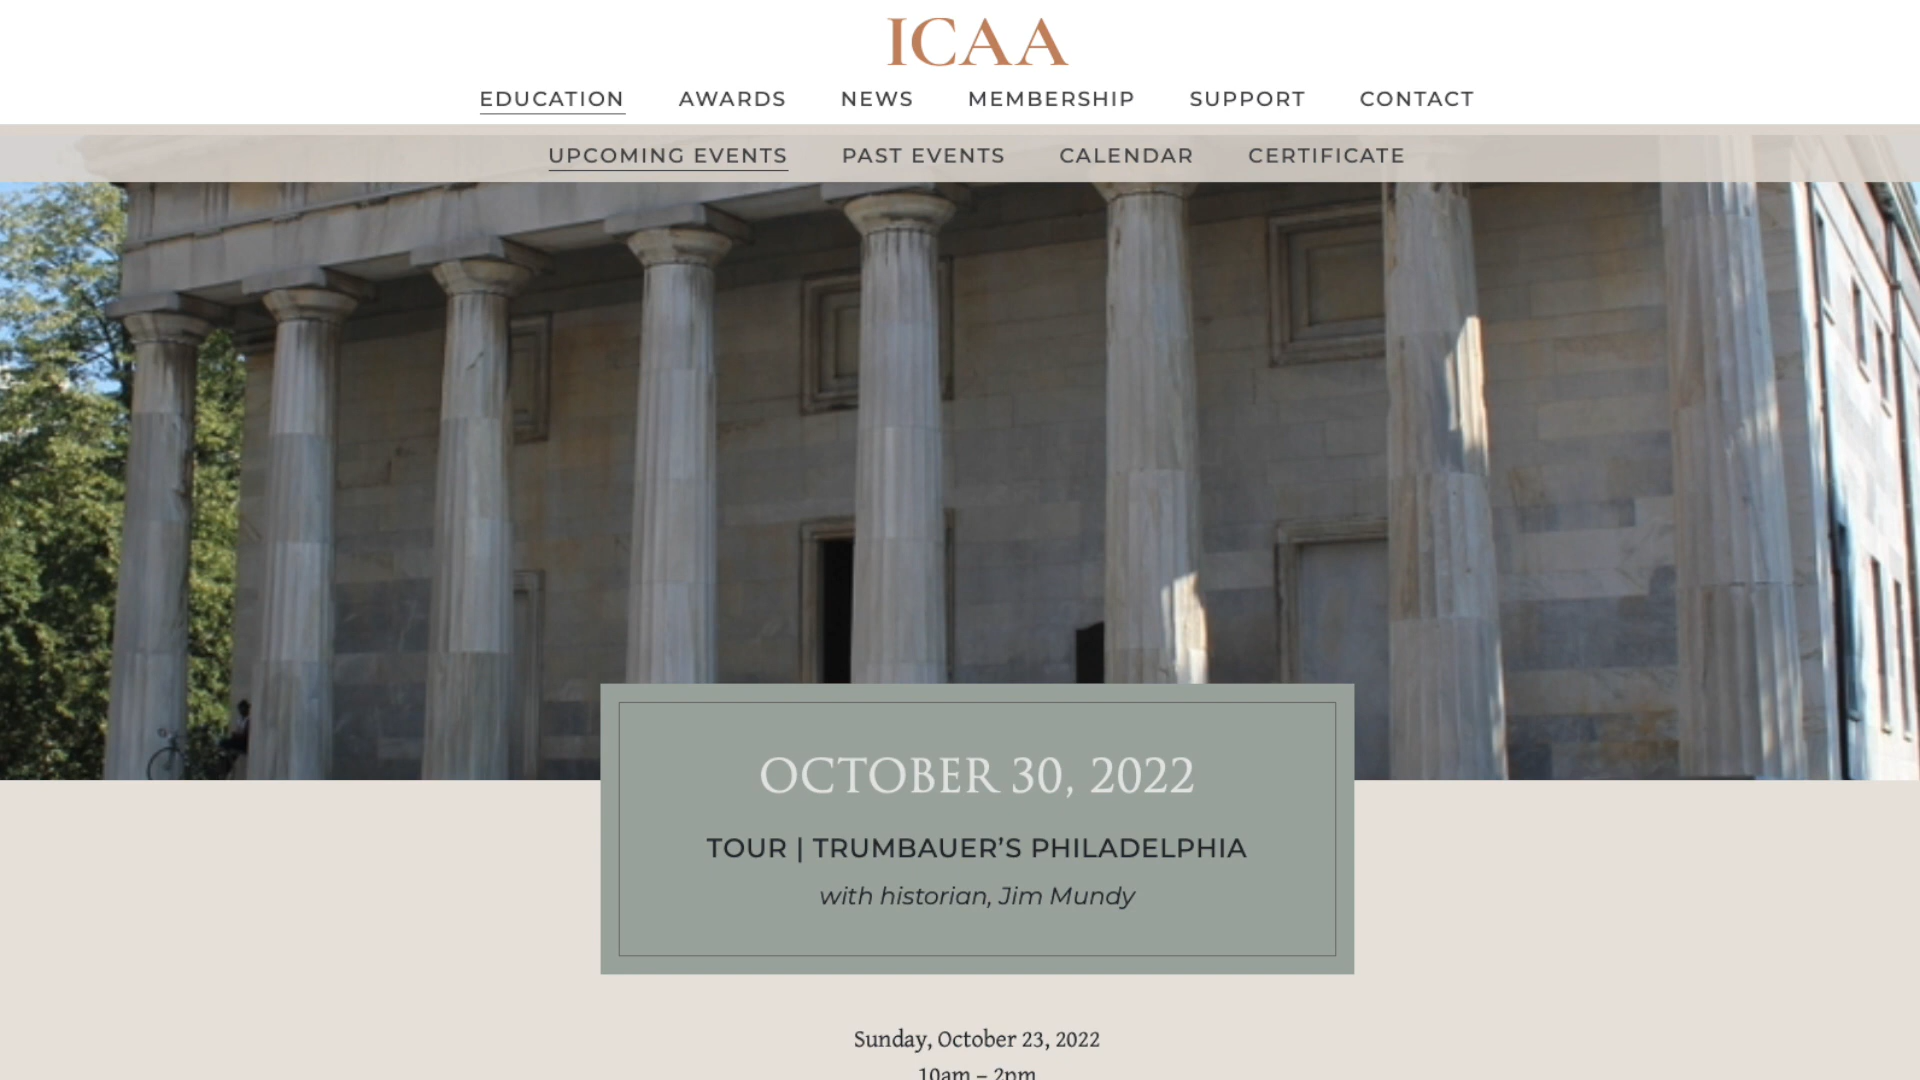 ICAA
EDUCATION AWARDS NEWS MEMBERSHIP SUPPORT CONTACT
UPCOMING EVENTS PAST EVENTS CALENDAR CERTIFICATE
OCTOBER 30, 2022
TOUR | TRUMBAUER’S PHILADELPHIA
with historian, Jim Mundy
Sunday, October 23, 2022
10am – 2pm